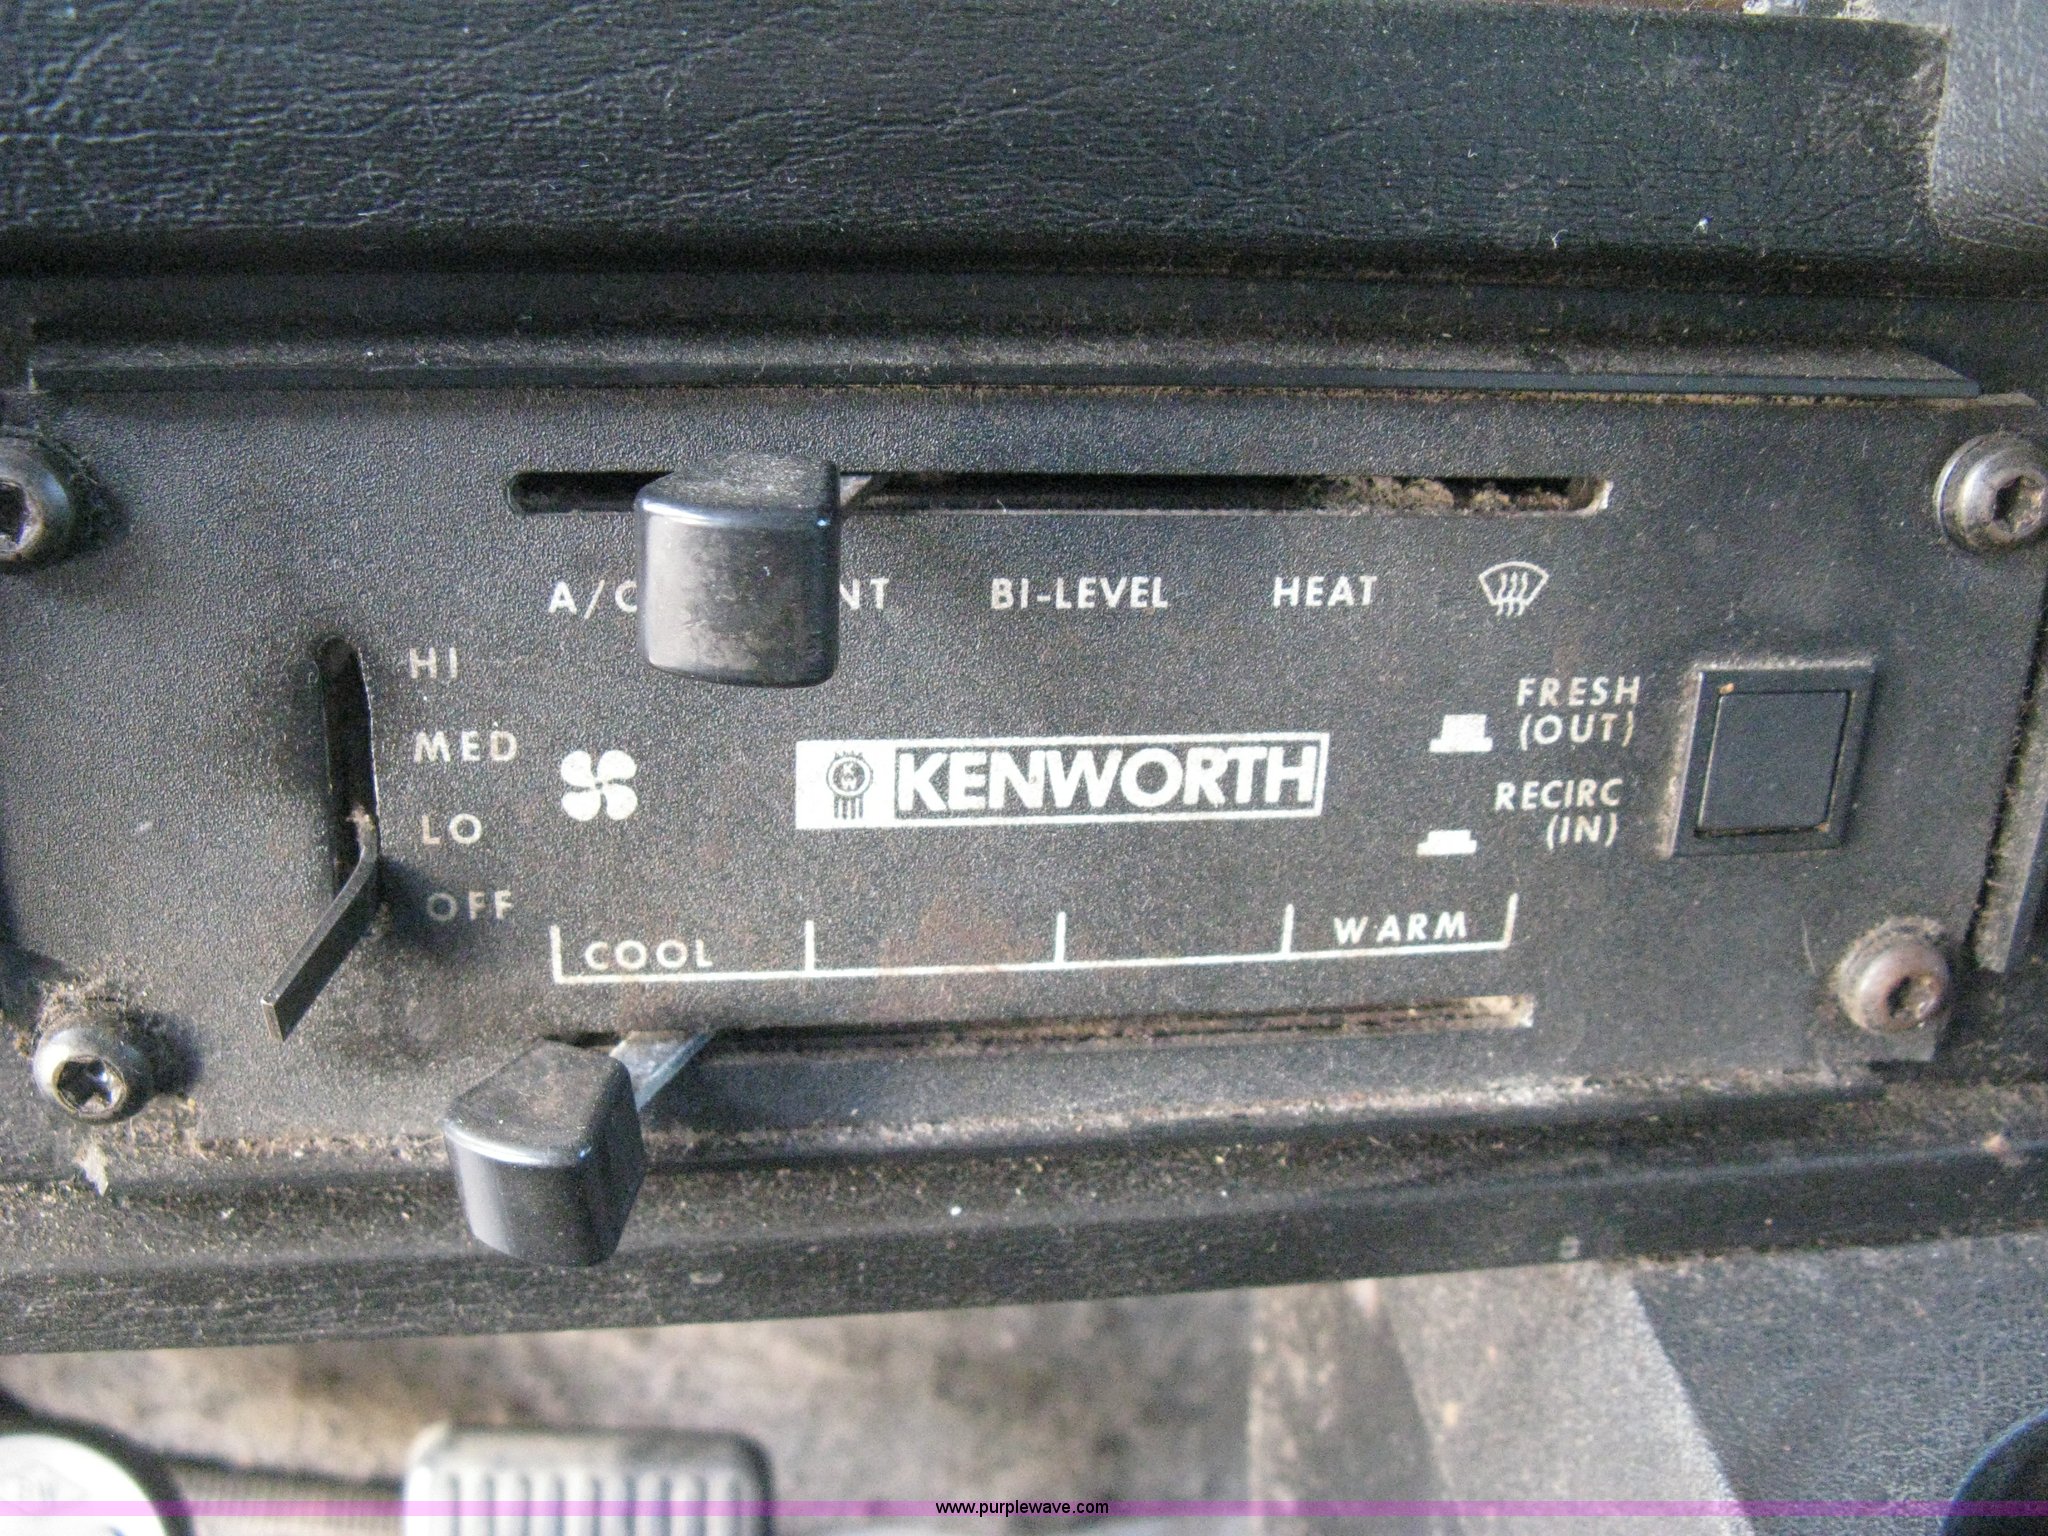 A/C NT BI-LEVEL HEAT
HI
MED
LO
OFF
FRESH
(OUT)
KENWORTH
RECIRC
(IN)
COOL WARM
www.purplewave.com